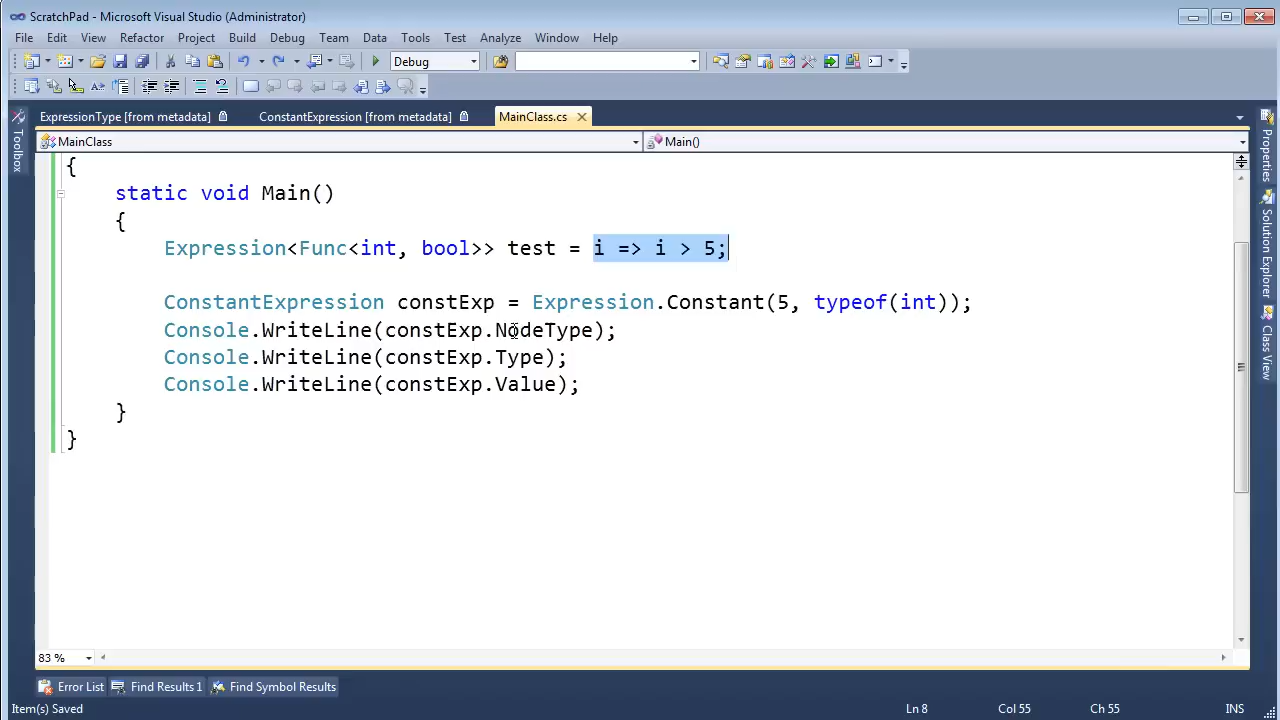 ScratchPad - Microsoft Visual Studio (Administrator)
File Edit View Refactor Project Build Debug Team Data Tools Test Analyze Window Help
Debug
ExpressionType [from metadata] ConstantExpression [from metadata] MainClass.cs
MainClass Main()
{
static void Main()
{
Expression<Func<int, bool>> test = i => i > 5;
ConstantExpression constExp = Expression.Constant(5, typeof(int));
Console.WriteLine(constExp.NodeType);
Console.WriteLine(constExp.Type);
Console.WriteLine(constExp.Value);
}
}
Toolbox
Properties
Solution Explorer
Class View
83 %
Error List Find Results 1 Find Symbol Results
Item(s) Saved Ln 8 Col 55 Ch 55 INS